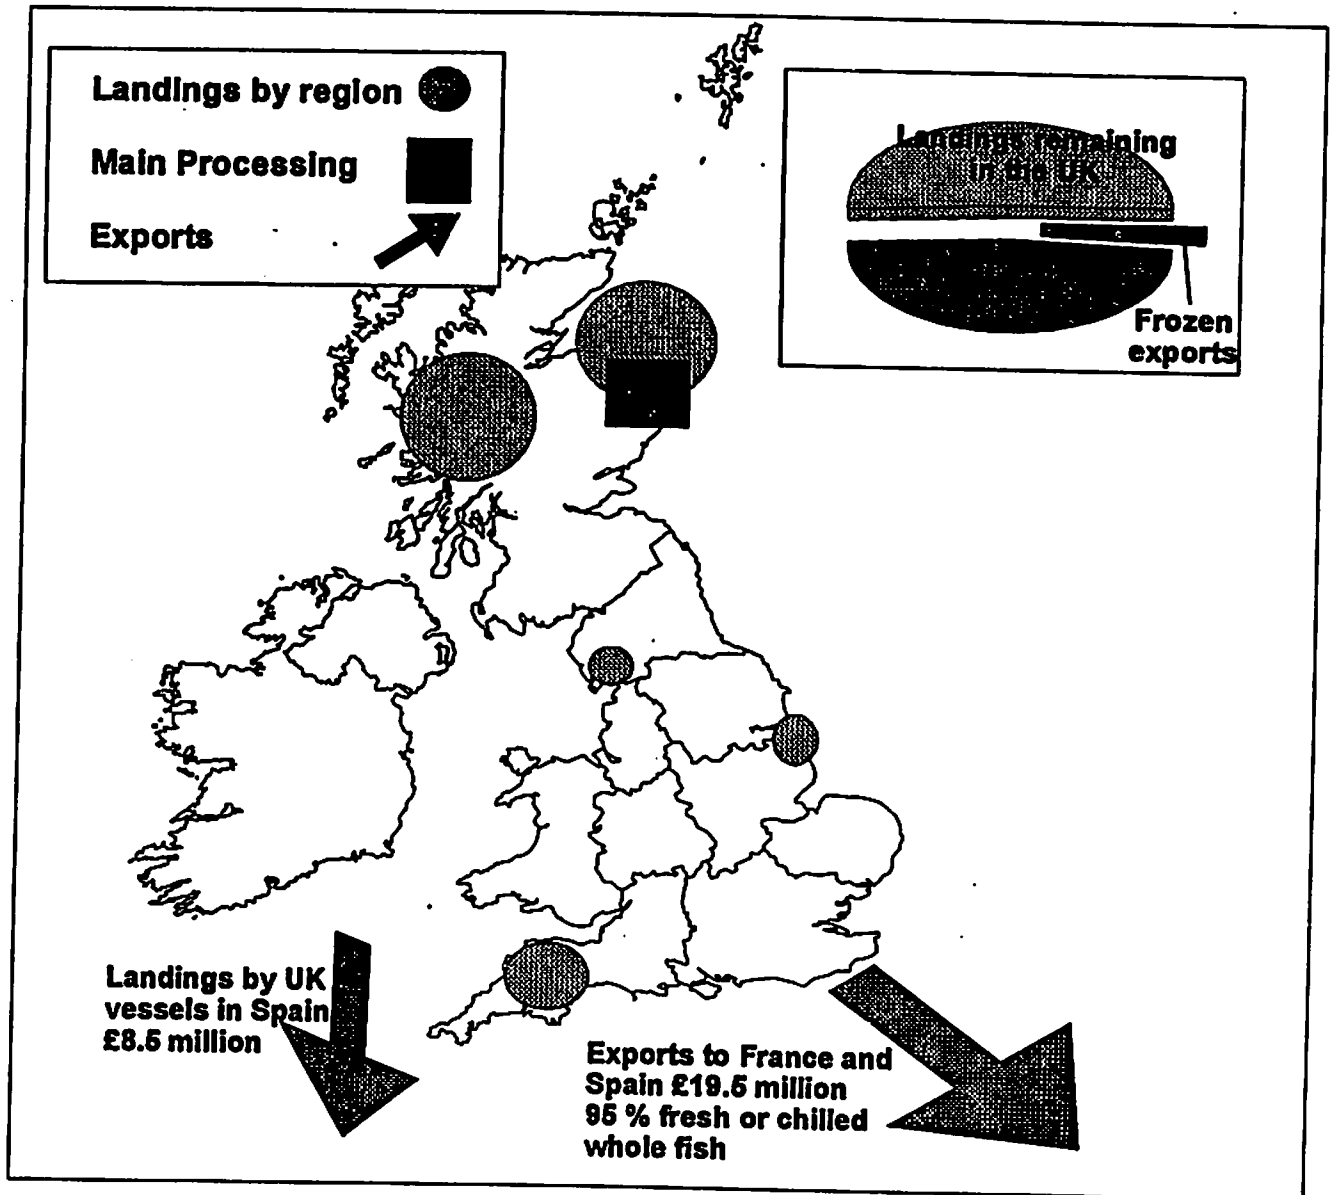 Landings by region
Main Processing
Exports
Landings remaining
in the UK
Frozen
exports
Landings by UK
vessels in Spain
£8.5 million
Exports to France and
Spain £19.5 million
95 % fresh or chilled
whole fish